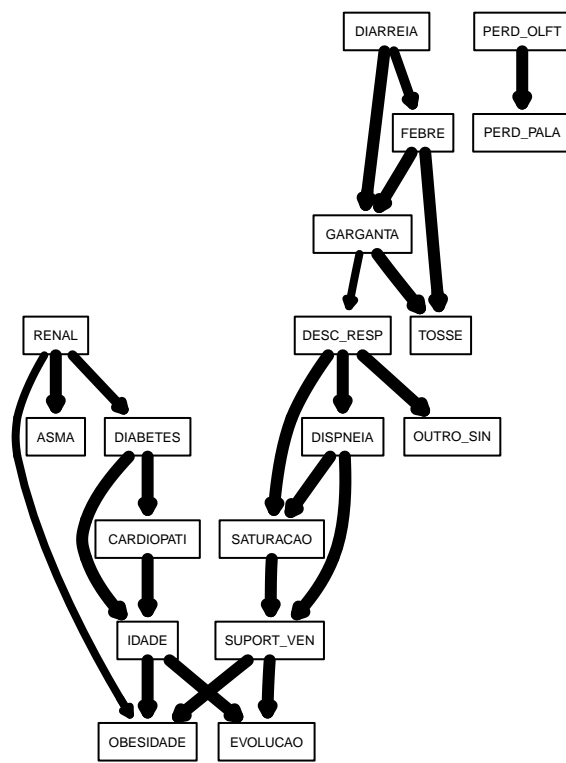 DIARREIA
PERD_OLFT
FEBRE
PERD_PALA
GARGANTA
RENAL
DESC_RESP
TOSSE
ASMA
DIABETES
DISPNEIA
OUTRO_SIN
CARDIOPATI
SATURACAO
IDADE
SUPORT_VEN
OBESIDADE
EVOLUCAO